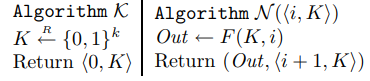 Algorithm 𝒦
K ←R {0,1}^k
Return ⟨0, K⟩
Algorithm 𝒩(⟨i, K⟩)
Out ← F(K, i)
Return (Out, ⟨i + 1, K⟩)